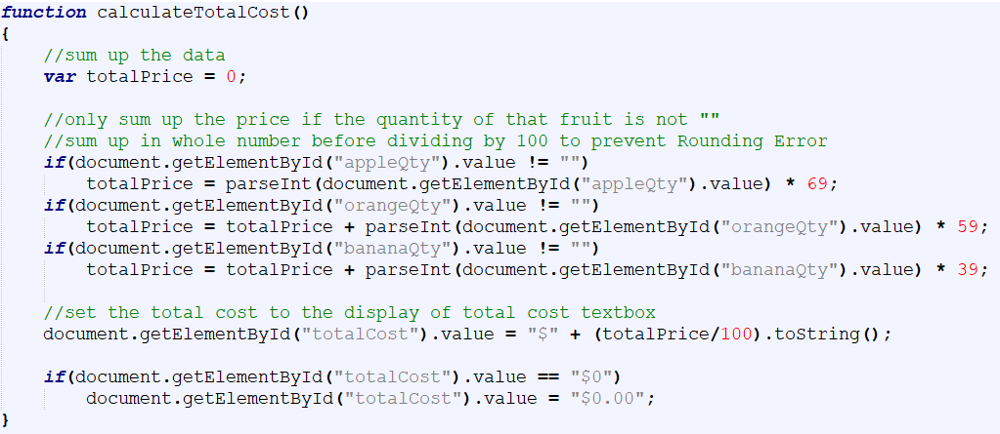 function calculateTotalCost()
{
    //sum up the data
    var totalPrice = 0;

    //only sum up the price if the quantity of that fruit is not ""
    //sum up in whole number before dividing by 100 to prevent Rounding Error
    if(document.getElementById("appleQty").value != "")
        totalPrice = parseInt(document.getElementById("appleQty").value) * 69;
    if(document.getElementById("orangeQty").value != "")
        totalPrice = totalPrice + parseInt(document.getElementById("orangeQty").value) * 59;
    if(document.getElementById("bananaQty").value != "")
        totalPrice = totalPrice + parseInt(document.getElementById("bananaQty").value) * 39;

    //set the total cost to the display of total cost textbox
    document.getElementById("totalCost").value = "$" + (totalPrice/100).toString();

    if(document.getElementById("totalCost").value == "$0")
        document.getElementById("totalCost").value = "$0.00";
}